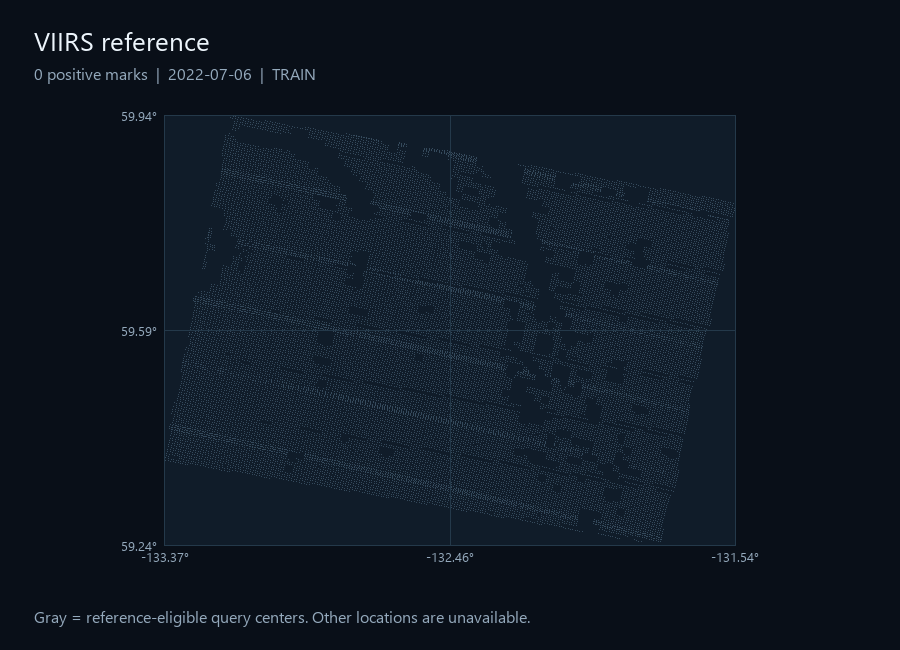 VIIRS reference
0 positive marks | 2022-07-06 | TRAIN
59.94°
59.59°
59.24°
-133.37°
-132.46°
-131.54°
Gray = reference-eligible query centers. Other locations are unavailable.